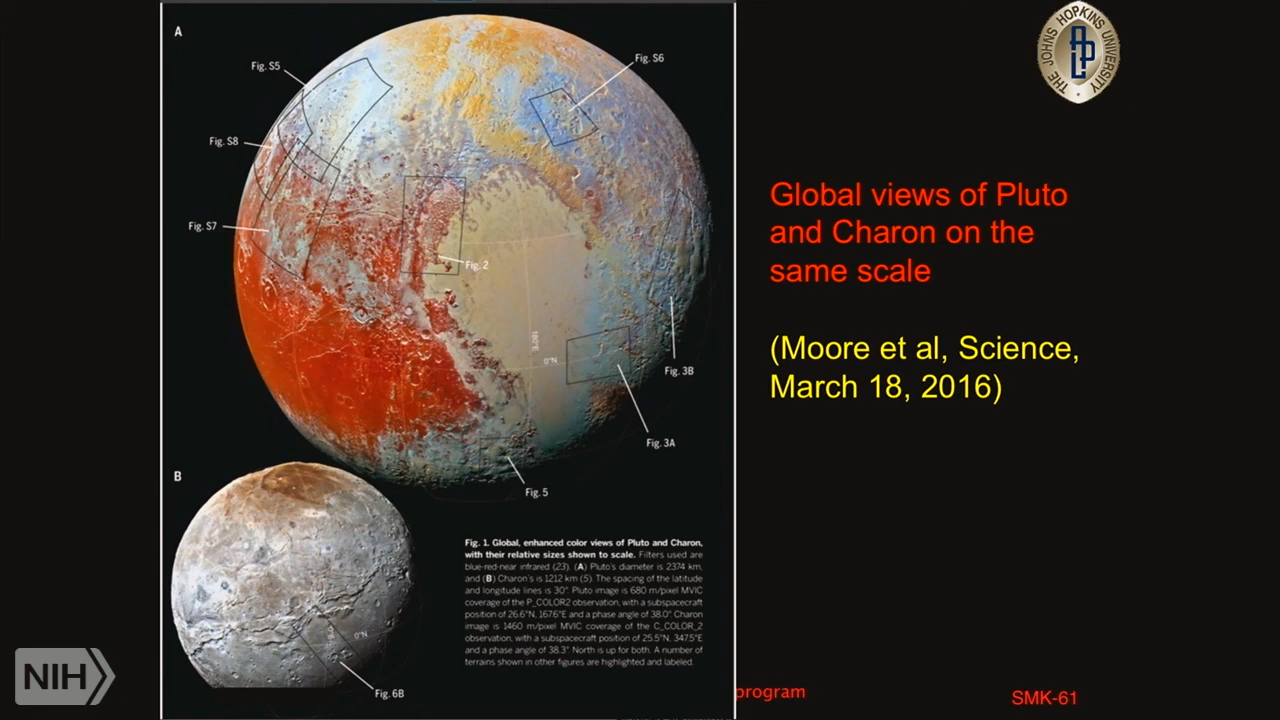 A
Fig. S5
Fig. S6
Fig. S8
Fig. S7
Fig. 2
180°E
0°N
Fig. 3B
Fig. 3A
Fig. 5
B
0°N
Fig. 6B
Fig. 1. Global, enhanced color views of Pluto and Charon,
with their relative sizes shown to scale. Filters used are
blue-red-near infrared (23). (A) Pluto's diameter is 2374 km,
and (B) Charon's is 1212 km (5). The spacing of the latitude
and longitude lines is 30°. Pluto image is 680 m/pixel MVIC
coverage of the P_COLOR2 observation, with a subspacecraft
position of 26.6°N, 167.6°E and a phase angle of 38.0°. Charon
image is 1460 m/pixel MVIC coverage of the C_COLOR_2
observation, with a subspacecraft position of 25.5°N, 347.5°E
and a phase angle of 38.3°. North is up for both. A number of
terrains shown in other figures are highlighted and labeled.
THE JOHNS HOPKINS UNIVERSITY
APL
Global views of Pluto
and Charon on the
same scale
(Moore et al, Science,
March 18, 2016)
program
SMK-61
NIH